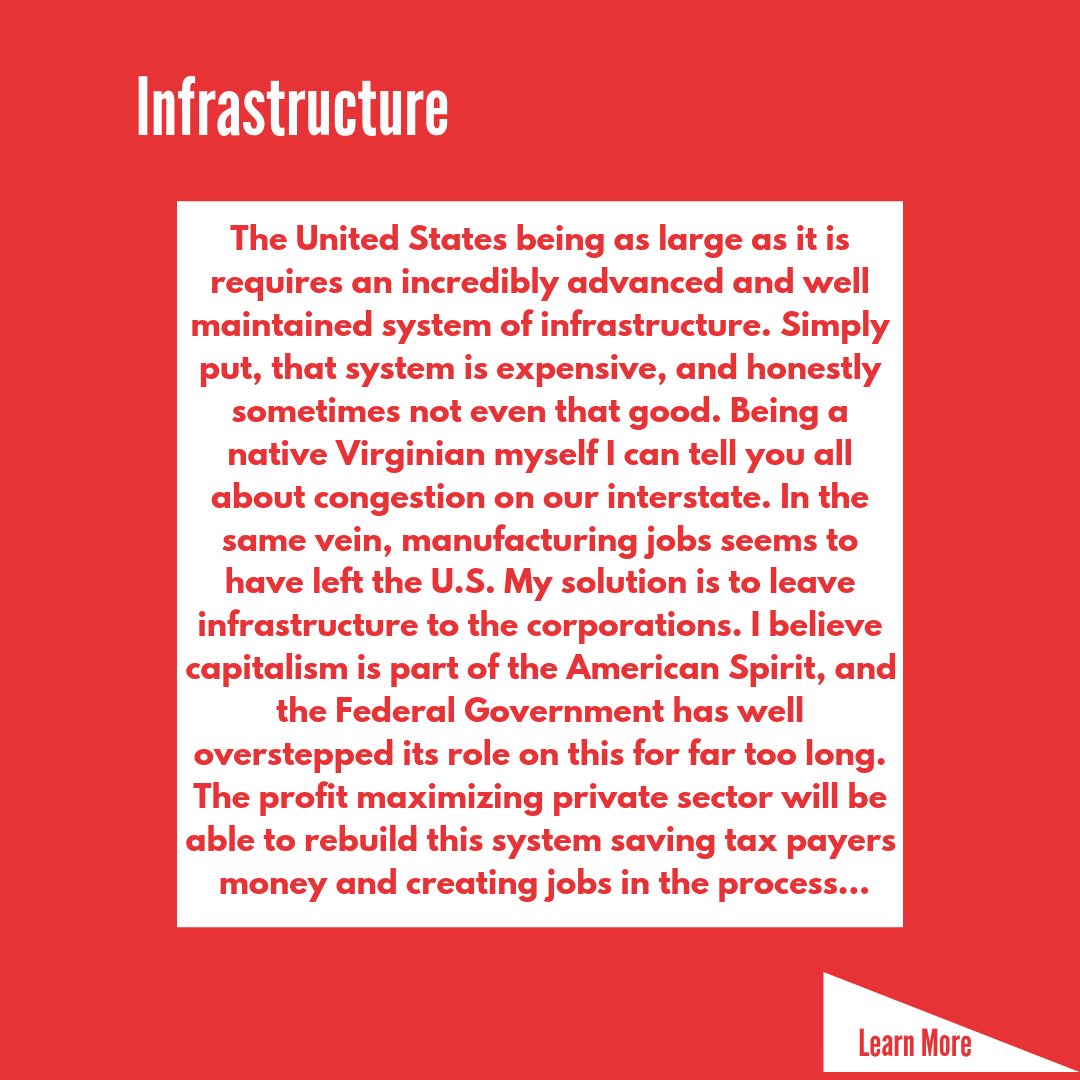 Infrastructure
The United States being as large as it is
requires an incredibly advanced and well
maintained system of infrastructure. Simply
put, that system is expensive, and honestly
sometimes not even that good. Being a
native Virginian myself I can tell you all
about congestion on our interstate. In the
same vein, manufacturing jobs seems to
have left the U.S. My solution is to leave
infrastructure to the corporations. I believe
capitalism is part of the American Spirit, and
the Federal Government has well
overstepped its role on this for far too long.
The profit maximizing private sector will be
able to rebuild this system saving tax payers
money and creating jobs in the process...
Learn More